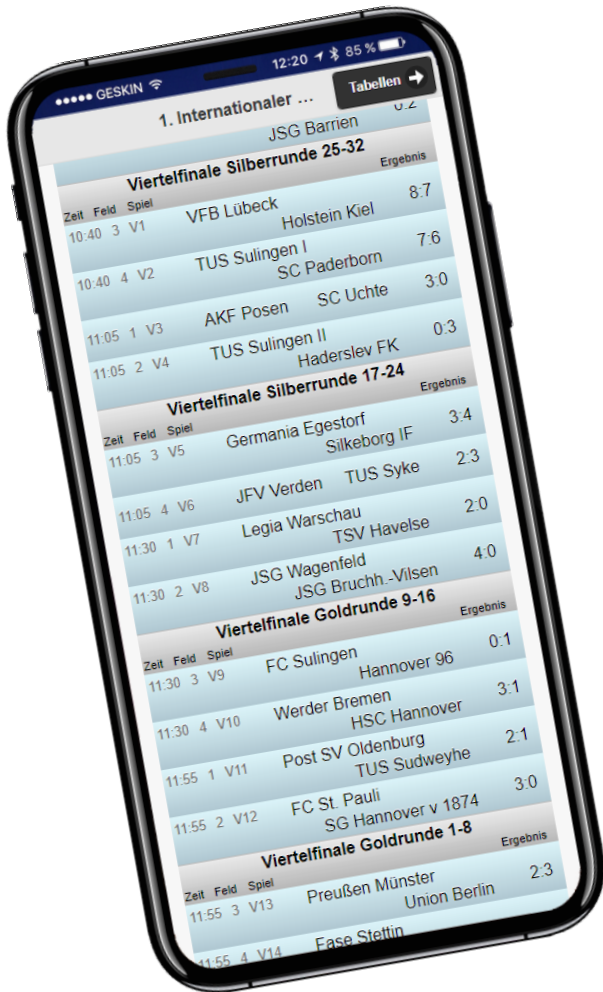 GESKIN 12:20 85 %
1. Internationaler ... Tabellen
JSG Barrien 0:2
Viertelfinale Silberrunde 25-32
Zeit Feld Spiel Ergebnis
10:40 3 V1 VFB Lübeck 8:7
Holstein Kiel
10:40 4 V2 TUS Sulingen I 7:6
SC Paderborn
11:05 1 V3 AKF Posen SC Uchte 3:0
11:05 2 V4 TUS Sulingen II 0:3
Haderslev FK
Viertelfinale Silberrunde 17-24
Zeit Feld Spiel Ergebnis
11:05 3 V5 Germania Egestorf 3:4
Silkeborg IF
11:05 4 V6 JFV Verden TUS Syke 2:3
11:30 1 V7 Legia Warschau 2:0
TSV Havelse
11:30 2 V8 JSG Wagenfeld 4:0
JSG Bruchh.-Vilsen
Viertelfinale Goldrunde 9-16
Zeit Feld Spiel Ergebnis
11:30 3 V9 FC Sulingen 0:1
Hannover 96
11:30 4 V10 Werder Bremen 3:1
HSC Hannover
11:55 1 V11 Post SV Oldenburg 2:1
TUS Sudweyhe
11:55 2 V12 FC St. Pauli 3:0
SG Hannover v 1874
Viertelfinale Goldrunde 1-8
Zeit Feld Spiel Ergebnis
11:55 3 V13 Preußen Münster 2:3
Union Berlin
11:55 4 V14 Fase Stettin